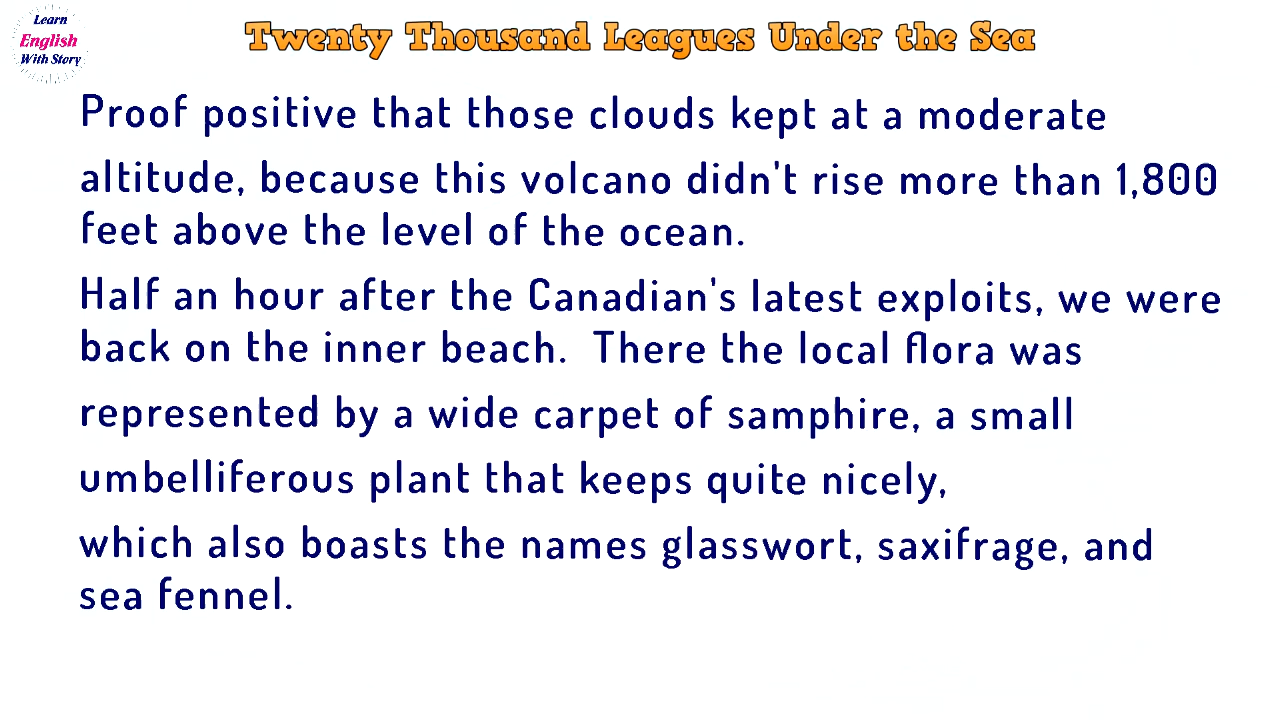 Learn
English
With Story
Twenty Thousand Leagues Under the Sea
Proof positive that those clouds kept at a moderate
altitude, because this volcano didn't rise more than 1,800
feet above the level of the ocean.
Half an hour after the Canadian's latest exploits, we were
back on the inner beach.  There the local flora was
represented by a wide carpet of samphire, a small
umbelliferous plant that keeps quite nicely,
which also boasts the names glasswort, saxifrage, and
sea fennel.